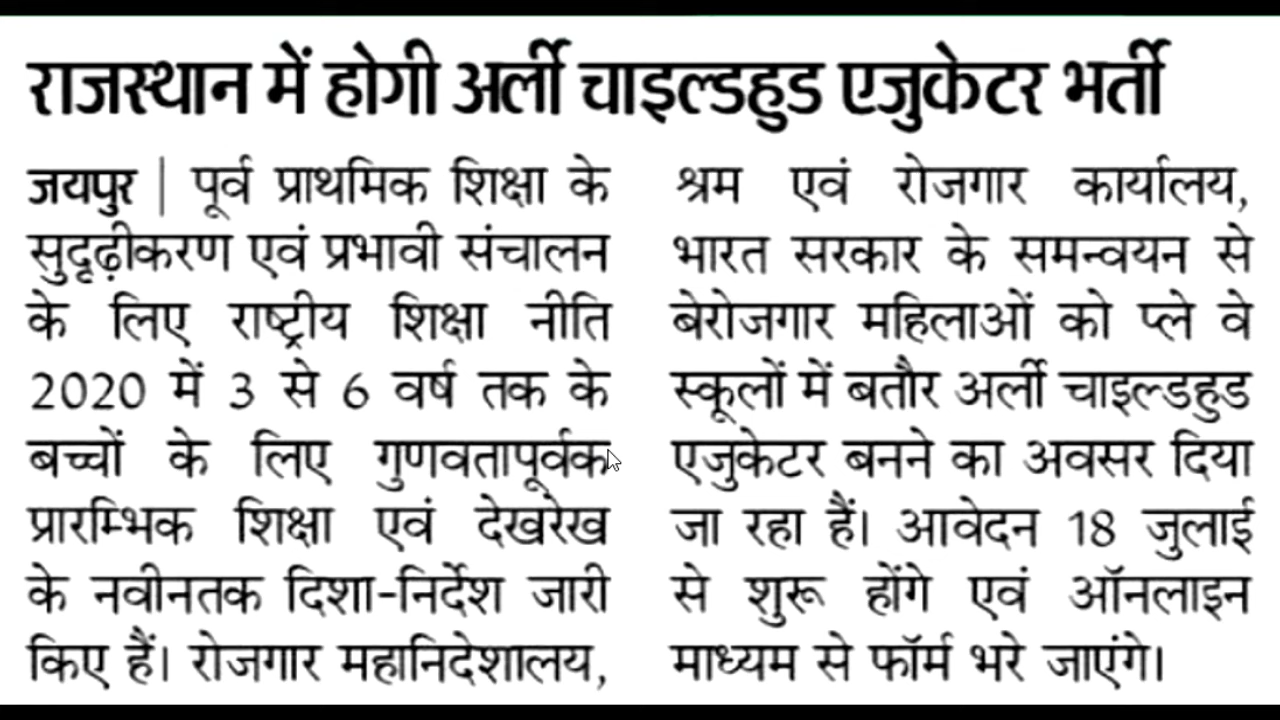 राजस्थान में होगी अर्ली चाइल्डहुड एजुकेटर भर्ती
जयपुर | पूर्व प्राथमिक शिक्षा के
सुदृढ़ीकरण एवं प्रभावी संचालन
के लिए राष्ट्रीय शिक्षा नीति
2020 में 3 से 6 वर्ष तक के
बच्चों के लिए गुणवतापूर्वक
प्रारम्भिक शिक्षा एवं देखरेख
के नवीनतक दिशा-निर्देश जारी
किए हैं। रोजगार महानिदेशालय,
श्रम एवं रोजगार कार्यालय,
भारत सरकार के समन्वयन से
बेरोजगार महिलाओं को प्ले वे
स्कूलों में बतौर अर्ली चाइल्डहुड
एजुकेटर बनने का अवसर दिया
जा रहा हैं। आवेदन 18 जुलाई
से शुरू होंगे एवं ऑनलाइन
माध्यम से फॉर्म भरे जाएंगे।